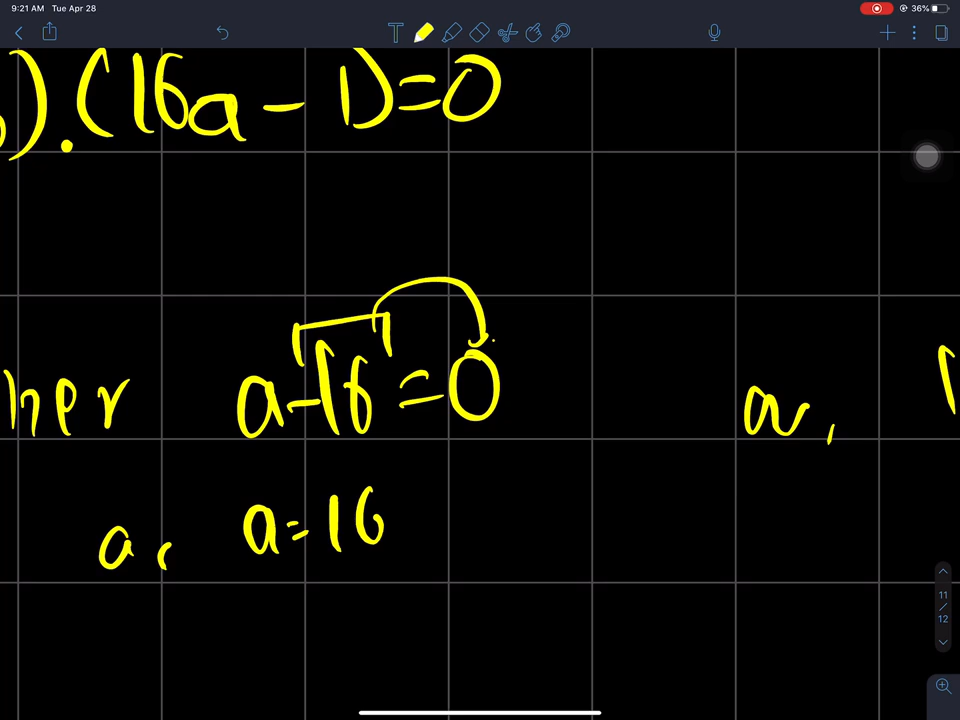 9:21 AM Tue Apr 28 36%
T
).(16a - 1)=0
her a-16=0 a,
a, a=16
11
/
12